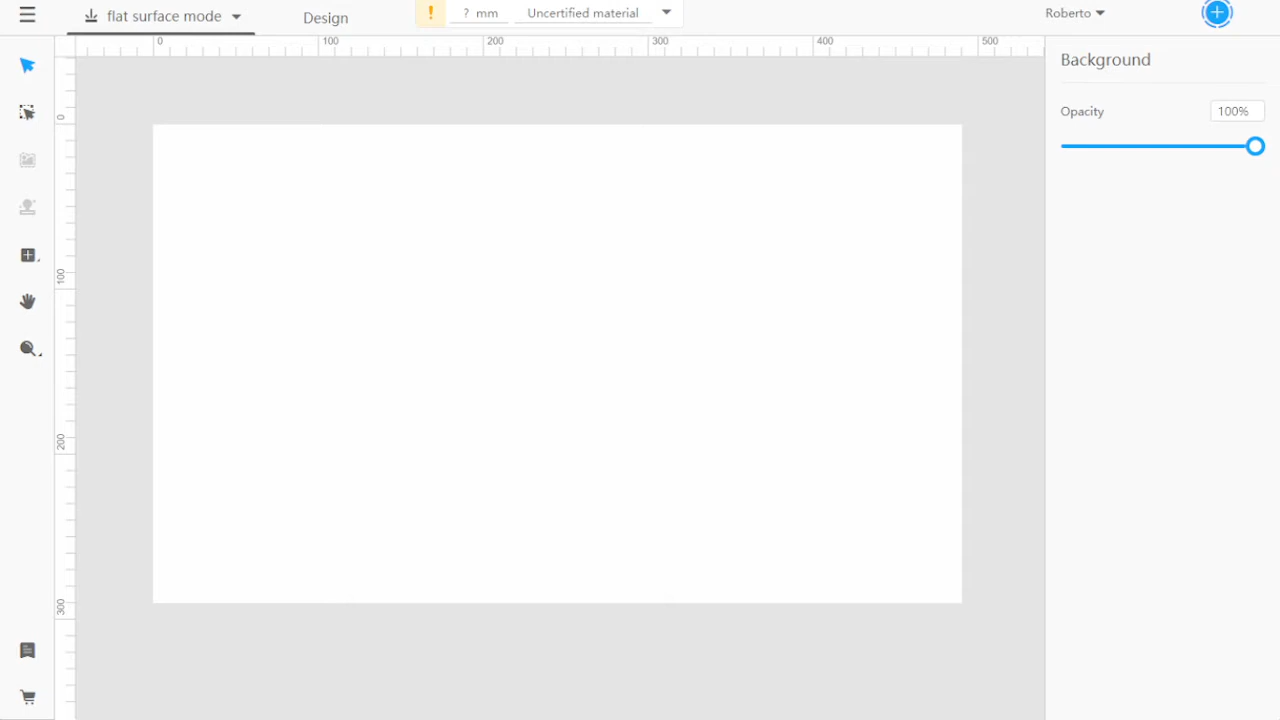 flat surface mode
Design
! ? mm Uncertified material
Roberto
0 100 200 300 400 500
Background
Opacity 100%
0
100
200
300